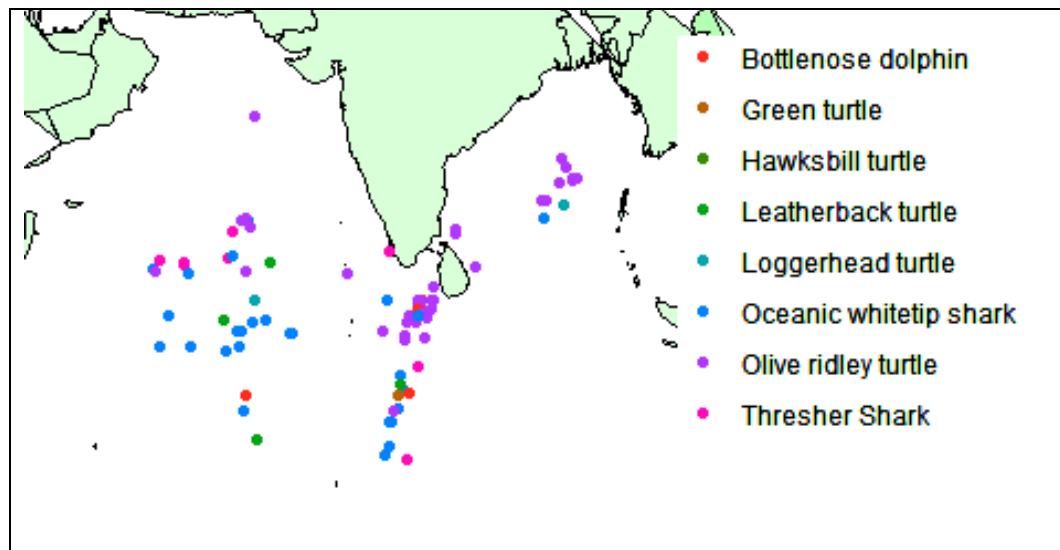 Bottlenose dolphin
Green turtle
Hawksbill turtle
Leatherback turtle
Loggerhead turtle
Oceanic whitetip shark
Olive ridley turtle
Thresher Shark